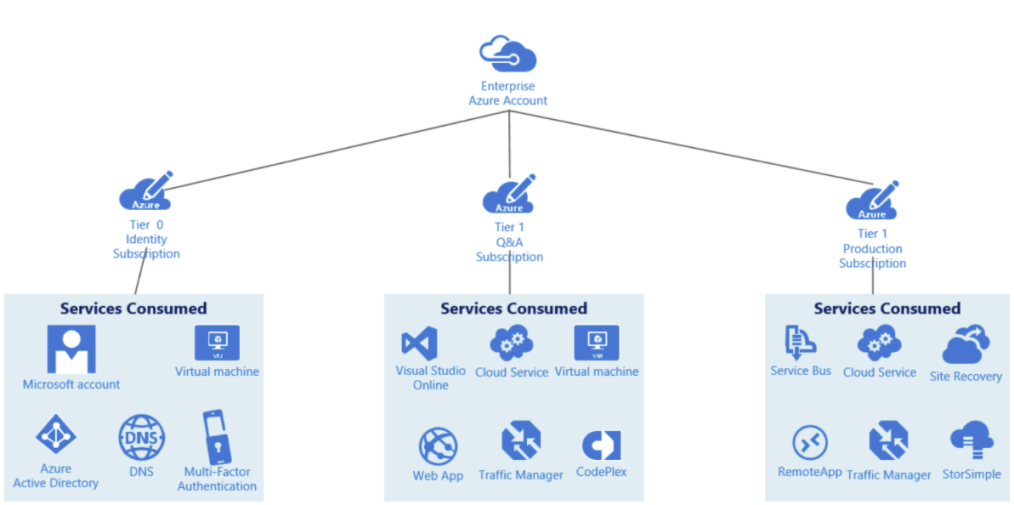 Enterprise
Azure Account
Azure
Tier 0
Identity
Subscription
Azure
Tier 1
Q&A
Subscription
Azure
Tier 1
Production
Subscription
Services Consumed
Microsoft account
Virtual machine
Azure
Active Directory
DNS
DNS
Multi-Factor
Authentication
Services Consumed
Visual Studio
Online
Cloud Service
VM
Virtual machine
Web App
Traffic Manager
CodePlex
Services Consumed
Service Bus
Cloud Service
Site Recovery
RemoteApp
Traffic Manager
StorSimple